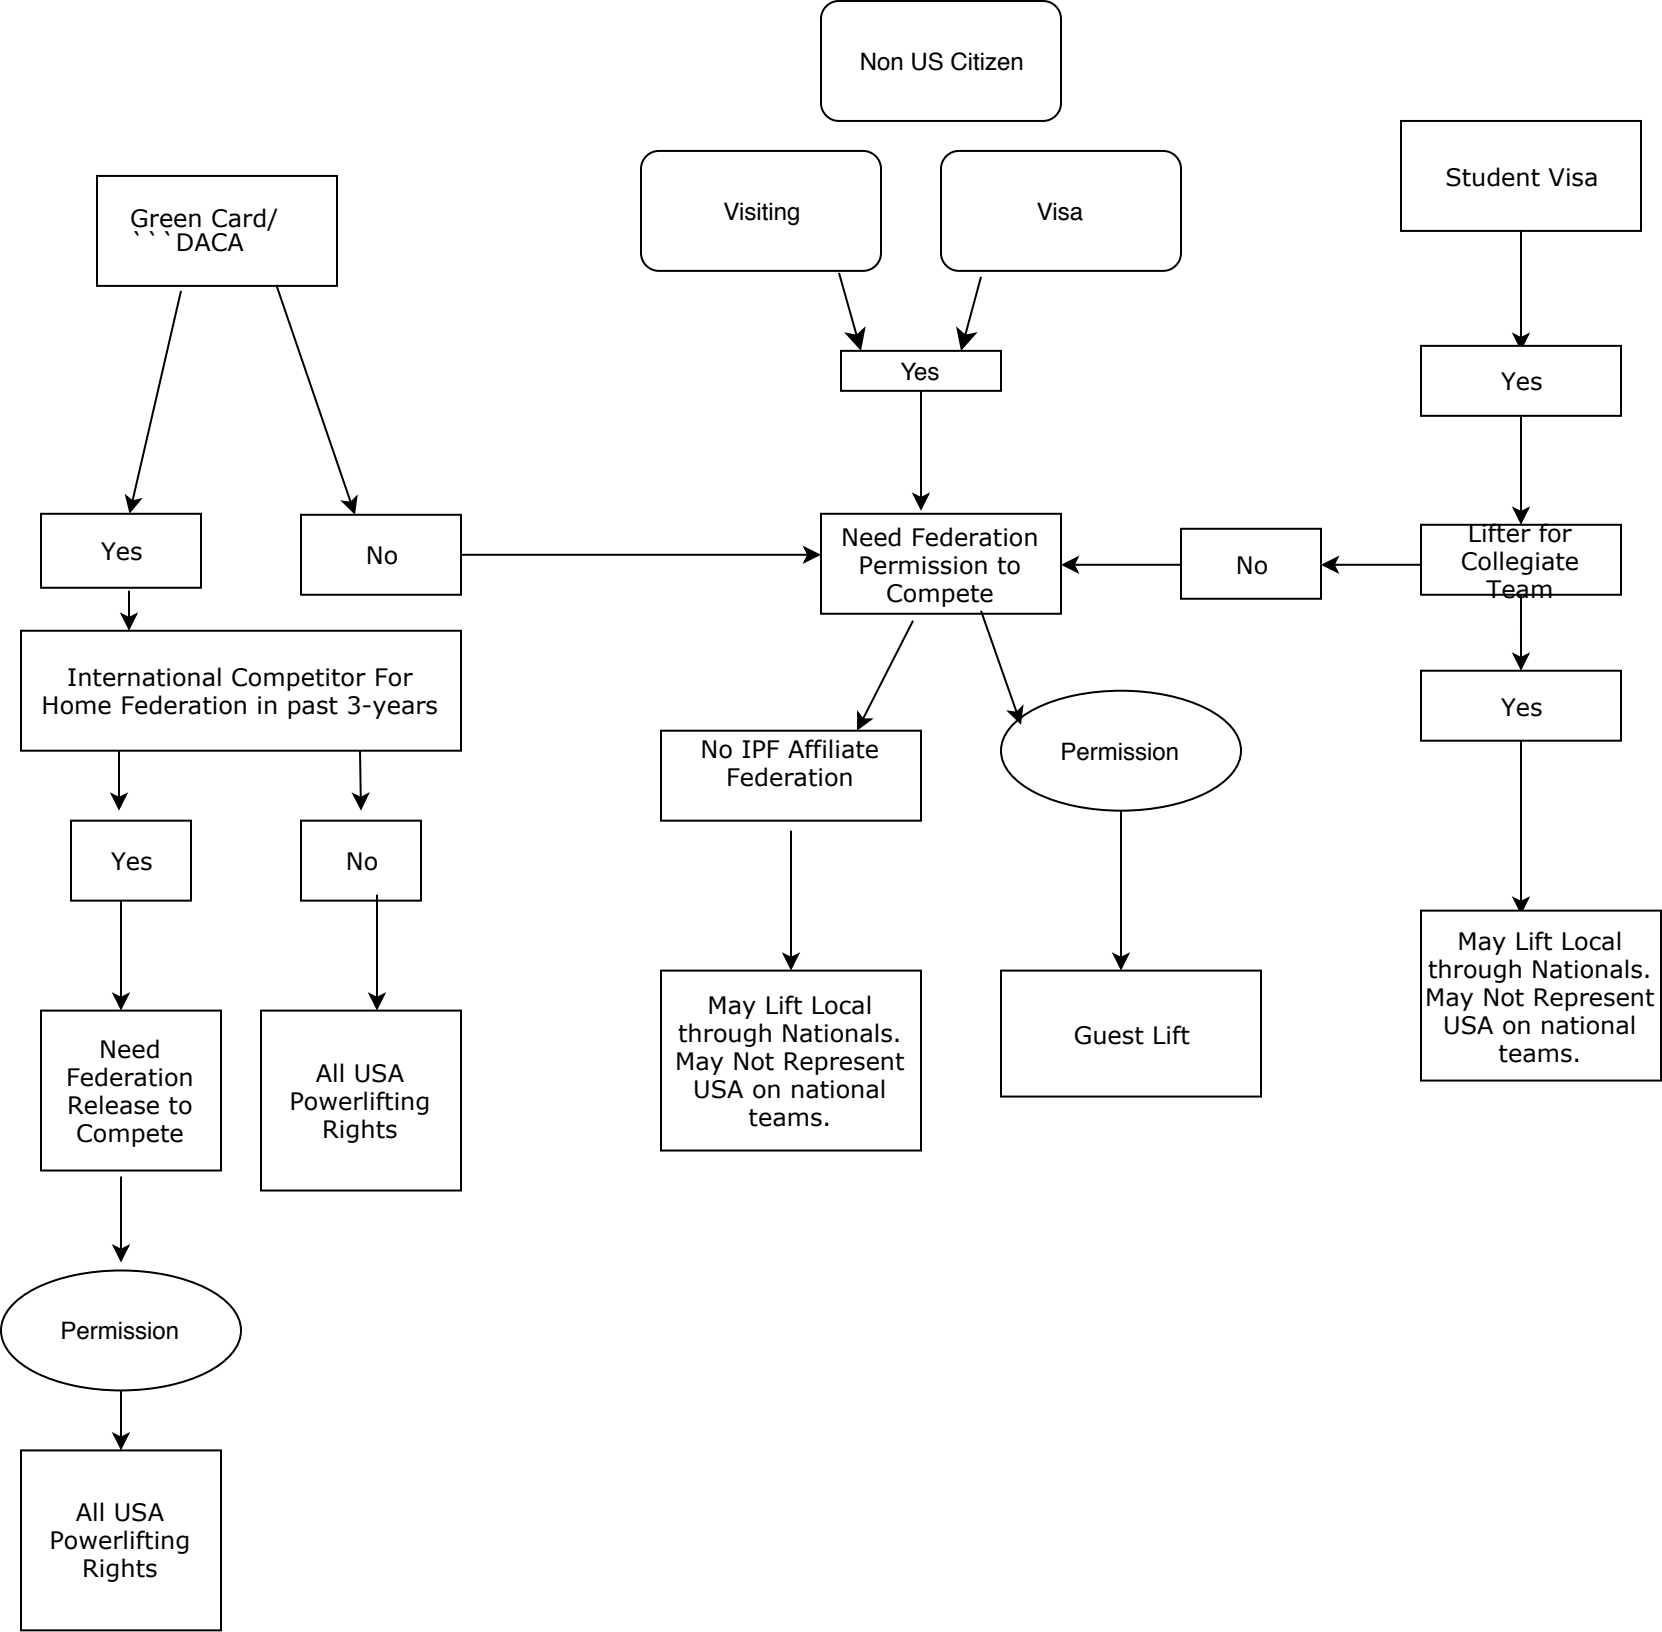 Non US Citizen
Visiting
Visa
Student Visa
Green Card/
```DACA
Yes
Yes
Yes
No
Need Federation
Permission to
Compete
No
Lifter for
Collegiate
Team
International Competitor For
Home Federation in past 3-years
Yes
No IPF Affiliate
Federation
Permission
Yes
No
May Lift Local
through Nationals.
May Not Represent
USA on national
teams.
Need
Federation
Release to
Compete
All USA
Powerlifting
Rights
May Lift Local
through Nationals.
May Not Represent
USA on national
teams.
Guest Lift
Permission
All USA
Powerlifting
Rights